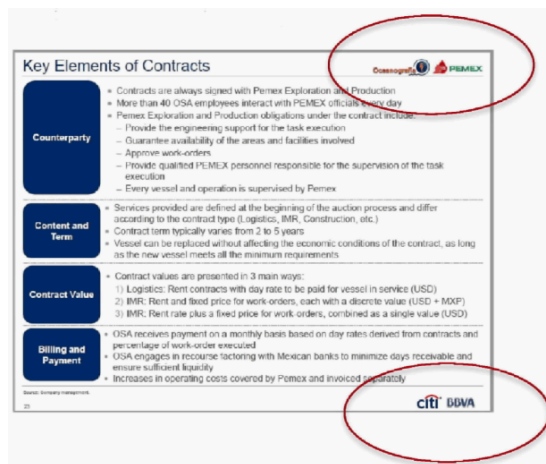 Key Elements of Contracts
Oceanografía
PEMEX
Counterparty
• Contracts are always signed with Pemex Exploration and Production
• More than 40 OSA employees interact with PEMEX officials every day
• Pemex Exploration and Production obligations under the contract include:
– Provide the engineering support for the task execution
– Guarantee availability of the areas and facilities involved
– Approve work-orders
– Provide qualified PEMEX personnel responsible for the supervision of the task
execution
– Every vessel and operation is supervised by Pemex
Content and
Term
• Services provided are defined at the beginning of the auction process and differ
according to the contract type (Logistics, IMR, Construction, etc.)
• Contract term typically varies from 2 to 5 years
• Vessel can be replaced without affecting the economic conditions of the contract, as long
as the new vessel meets all the minimum requirements
Contract Value
• Contract values are presented in 3 main ways:
1) Logistics: Rent contracts with day rate to be paid for vessel in service (USD)
2) IMR: Rent and fixed price for work-orders, each with a discrete value (USD + MXP)
3) IMR: Rent rate plus a fixed price for work-orders, combined as a single value (USD)
Billing and
Payment
• OSA receives payment on a monthly basis based on day rates derived from contracts and
percentage of work-order executed
• OSA engages in recourse factoring with Mexican banks to minimize days receivable and
ensure sufficient liquidity
• Increases in operating costs covered by Pemex and invoiced separately
Source: Company management.
citi BBVA